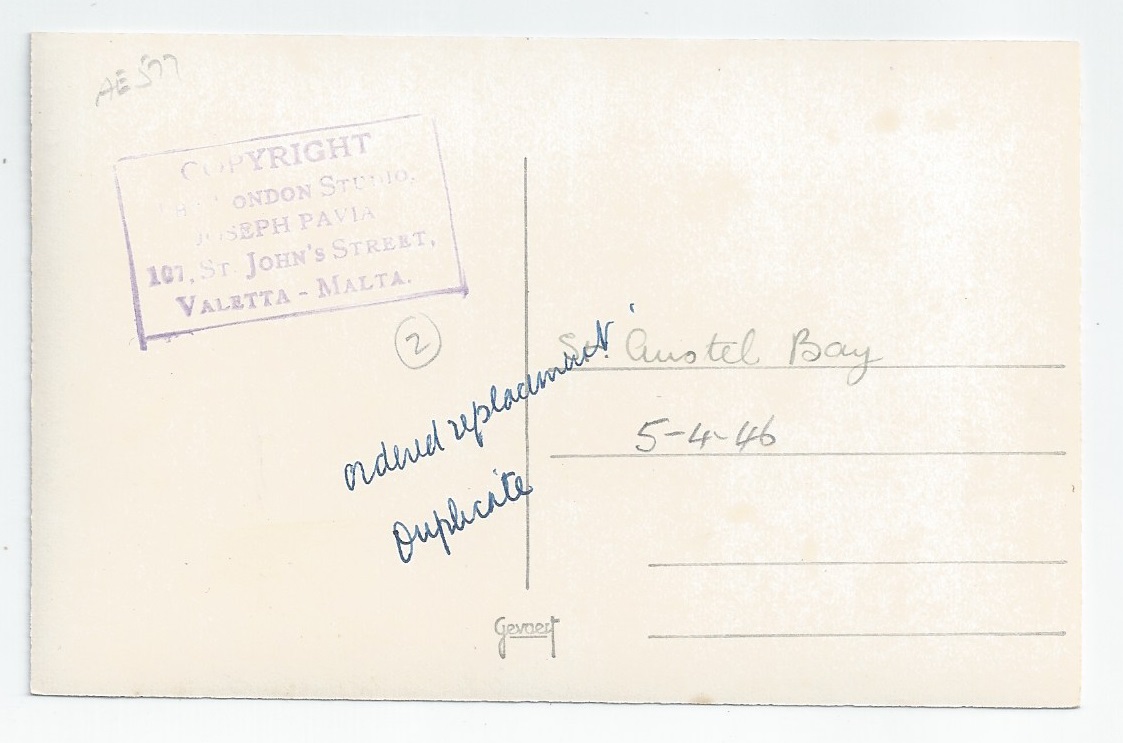 AE 577
COPYRIGHT
LONDON STUDIO,
JOSEPH PAVIA
107, ST. JOHN'S STREET,
VALETTA - MALTA.
2
St Austel Bay
5-4-46
ordered replacment
Duplicate
Gevaert